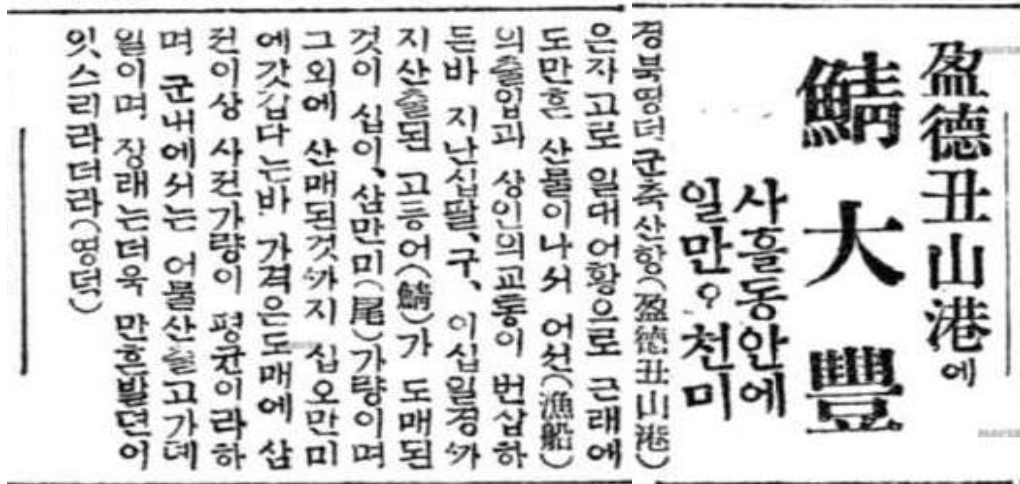 盈德丑山港에
鯖大豐
사흘동안에
일만오천미
경북영덕군축산항(盈德丑山港)
은자고로 일대어황으로 근래에
도만흔 산물이나서 어선(漁船)
의출입과 상인의교통이 번삽하
든바 지난십팔、구、이십일경ᄭᅡ
지산출된 고등어(鯖)가 도매된
것이 십이、삼만미(尾)가량이며
그외에 산매된것ᄭᅡ지 십오만미
에갓갑다는바 가격은도매에 삼
전이상 사전가량이 평균이라하
며 군내에서는 어물산출고가뎨
일이며 장래는더욱 만흔발뎐이
잇스리라더라(영덕)